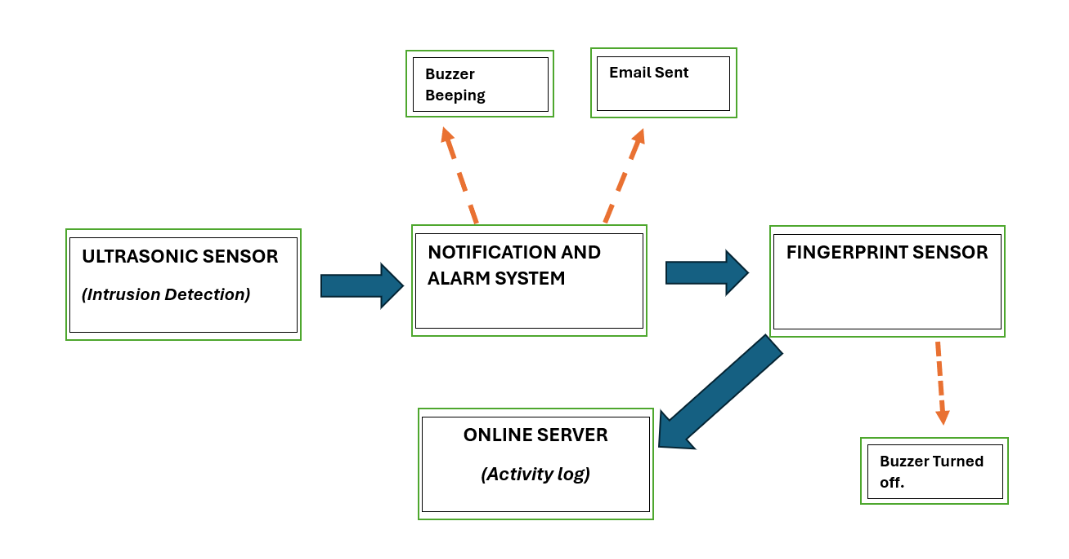 Buzzer
Beeping
Email Sent
ULTRASONIC SENSOR
(Intrusion Detection)
NOTIFICATION AND
ALARM SYSTEM
FINGERPRINT SENSOR
ONLINE SERVER
(Activity log)
Buzzer Turned
off.